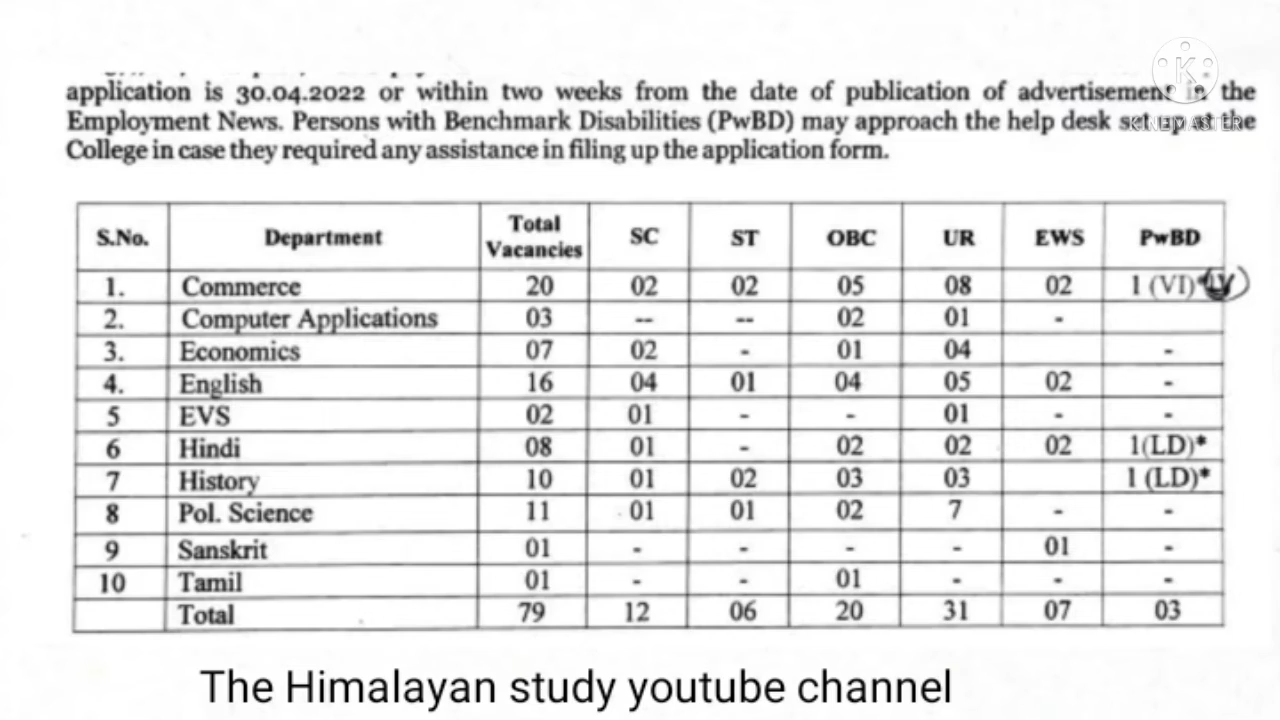 application is 30.04.2022 or within two weeks from the date of publication of advertisement in the
Employment News. Persons with Benchmark Disabilities (PwBD) may approach the help desk set up at the
College in case they required any assistance in filing up the application form.
K
KINEMASTER
S.No. Department Total Vacancies SC ST OBC UR EWS PwBD
1. Commerce 20 02 02 05 08 02 1 (VI)*
2. Computer Applications 03 -- -- 02 01 -
3. Economics 07 02 - 01 04 -
4. English 16 04 01 04 05 02 -
5 EVS 02 01 - - 01 - -
6 Hindi 08 01 - 02 02 02 1(LD)*
7 History 10 01 02 03 03 1 (LD)*
8 Pol. Science 11 01 01 02 7 - -
9 Sanskrit 01 - - - - 01 -
10 Tamil 01 - - 01 - - -
Total 79 12 06 20 31 07 03
The Himalayan study youtube channel